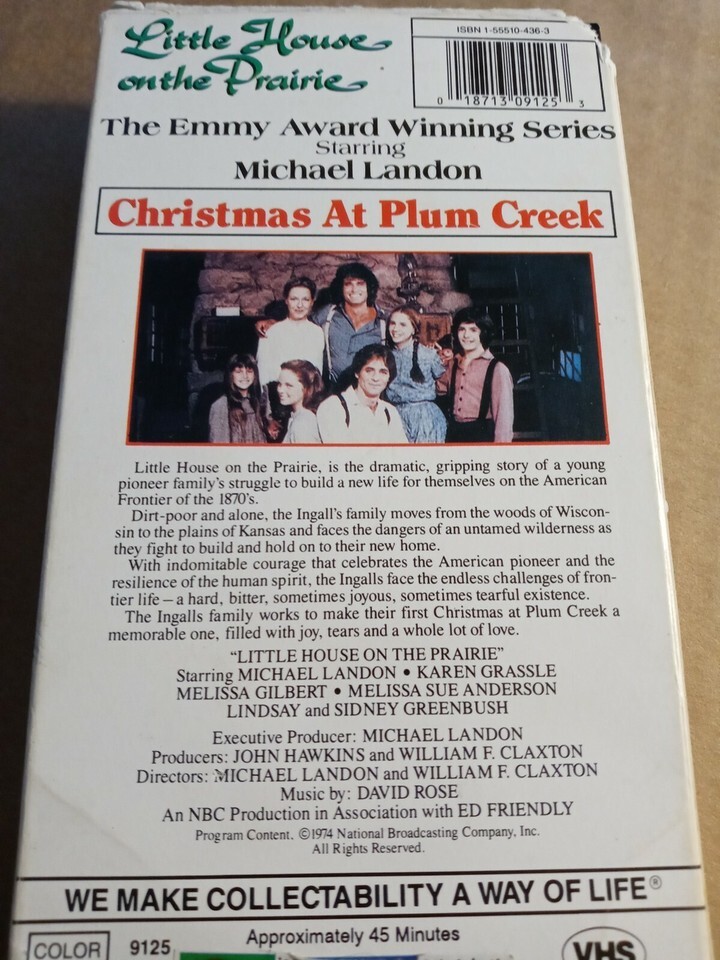 Little House
on the Prairie
ISBN 1-55510-436-3
0 18713 09125 3
The Emmy Award Winning Series
Starring
Michael Landon
Christmas At Plum Creek
Little House on the Prairie, is the dramatic, gripping story of a young
pioneer family's struggle to build a new life for themselves on the American
Frontier of the 1870's.
Dirt-poor and alone, the Ingall's family moves from the woods of Wiscon-
sin to the plains of Kansas and faces the dangers of an untamed wilderness as
they fight to build and hold on to their new home.
With indomitable courage that celebrates the American pioneer and the
resilience of the human spirit, the Ingalls face the endless challenges of fron-
tier life — a hard, bitter, sometimes joyous, sometimes tearful existence.
The Ingalls family works to make their first Christmas at Plum Creek a
memorable one, filled with joy, tears and a whole lot of love.
"LITTLE HOUSE ON THE PRAIRIE"
Starring MICHAEL LANDON • KAREN GRASSLE
MELISSA GILBERT • MELISSA SUE ANDERSON
LINDSAY and SIDNEY GREENBUSH
Executive Producer: MICHAEL LANDON
Producers: JOHN HAWKINS and WILLIAM F. CLAXTON
Directors: MICHAEL LANDON and WILLIAM F. CLAXTON
Music by: DAVID ROSE
An NBC Production in Association with ED FRIENDLY
Program Content. ©1974 National Broadcasting Company, Inc.
All Rights Reserved.
WE MAKE COLLECTABILITY A WAY OF LIFE®
COLOR 9125 Approximately 45 Minutes VHS